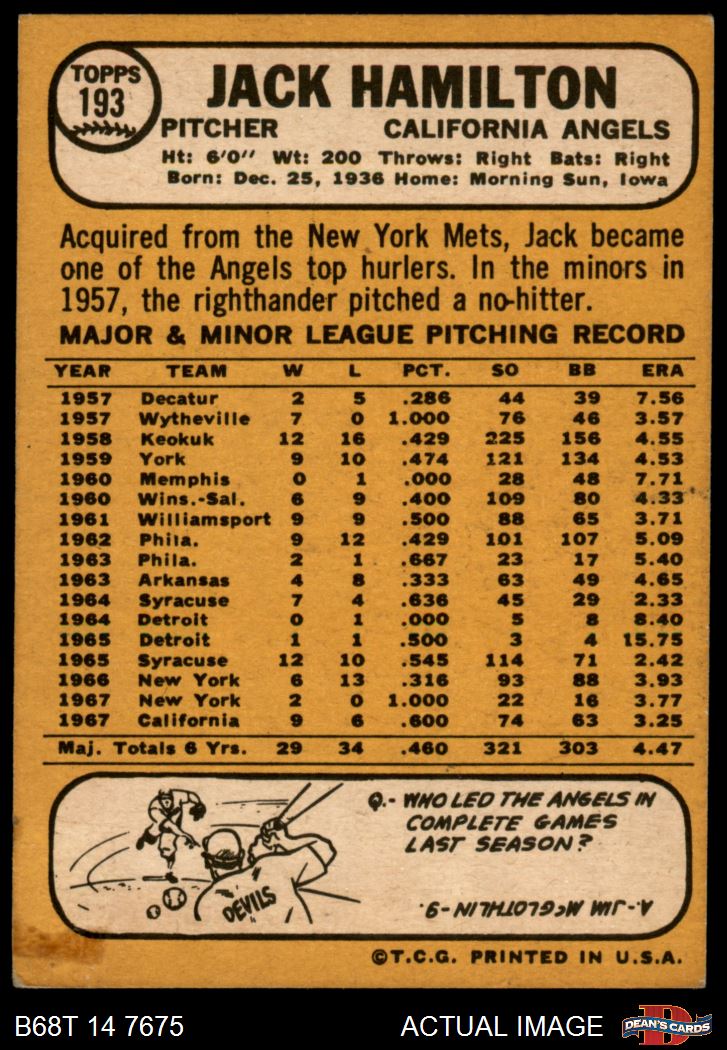 TOPPS
193
JACK HAMILTON
PITCHER CALIFORNIA ANGELS
Ht: 6'0" Wt: 200 Throws: Right Bats: Right
Born: Dec. 25, 1936 Home: Morning Sun, Iowa
Acquired from the New York Mets, Jack became
one of the Angels top hurlers. In the minors in
1957, the righthander pitched a no-hitter.
MAJOR & MINOR LEAGUE PITCHING RECORD
YEAR TEAM W L PCT. SO BB ERA
1957 Decatur 2 5 .286 44 39 7.56
1957 Wytheville 7 0 1.000 76 46 3.57
1958 Keokuk 12 16 .429 225 156 4.55
1959 York 9 10 .474 121 134 4.53
1960 Memphis 0 1 .000 28 48 7.71
1960 Wins.-Sal. 6 9 .400 109 80 4.33
1961 Williamsport 9 9 .500 88 65 3.71
1962 Phila. 9 12 .429 101 107 5.09
1963 Phila. 2 1 .667 23 17 5.40
1963 Arkansas 4 8 .333 63 49 4.65
1964 Syracuse 7 4 .636 45 29 2.33
1964 Detroit 0 1 .000 5 8 8.40
1965 Detroit 1 1 .500 3 4 15.75
1965 Syracuse 12 10 .545 114 71 2.42
1966 New York 6 13 .316 93 88 3.93
1967 New York 2 0 1.000 22 16 3.77
1967 California 9 6 .600 74 63 3.25
Maj. Totals 6 Yrs. 29 34 .460 321 303 4.47
Q.- WHO LED THE ANGELS IN
COMPLETE GAMES
LAST SEASON?
A.- JIM McGLOTHLIN - 9.
DEVILS
©T.C.G. PRINTED IN U.S.A.
B68T 14 7675 ACTUAL IMAGE
D
DEAN'S CARDS